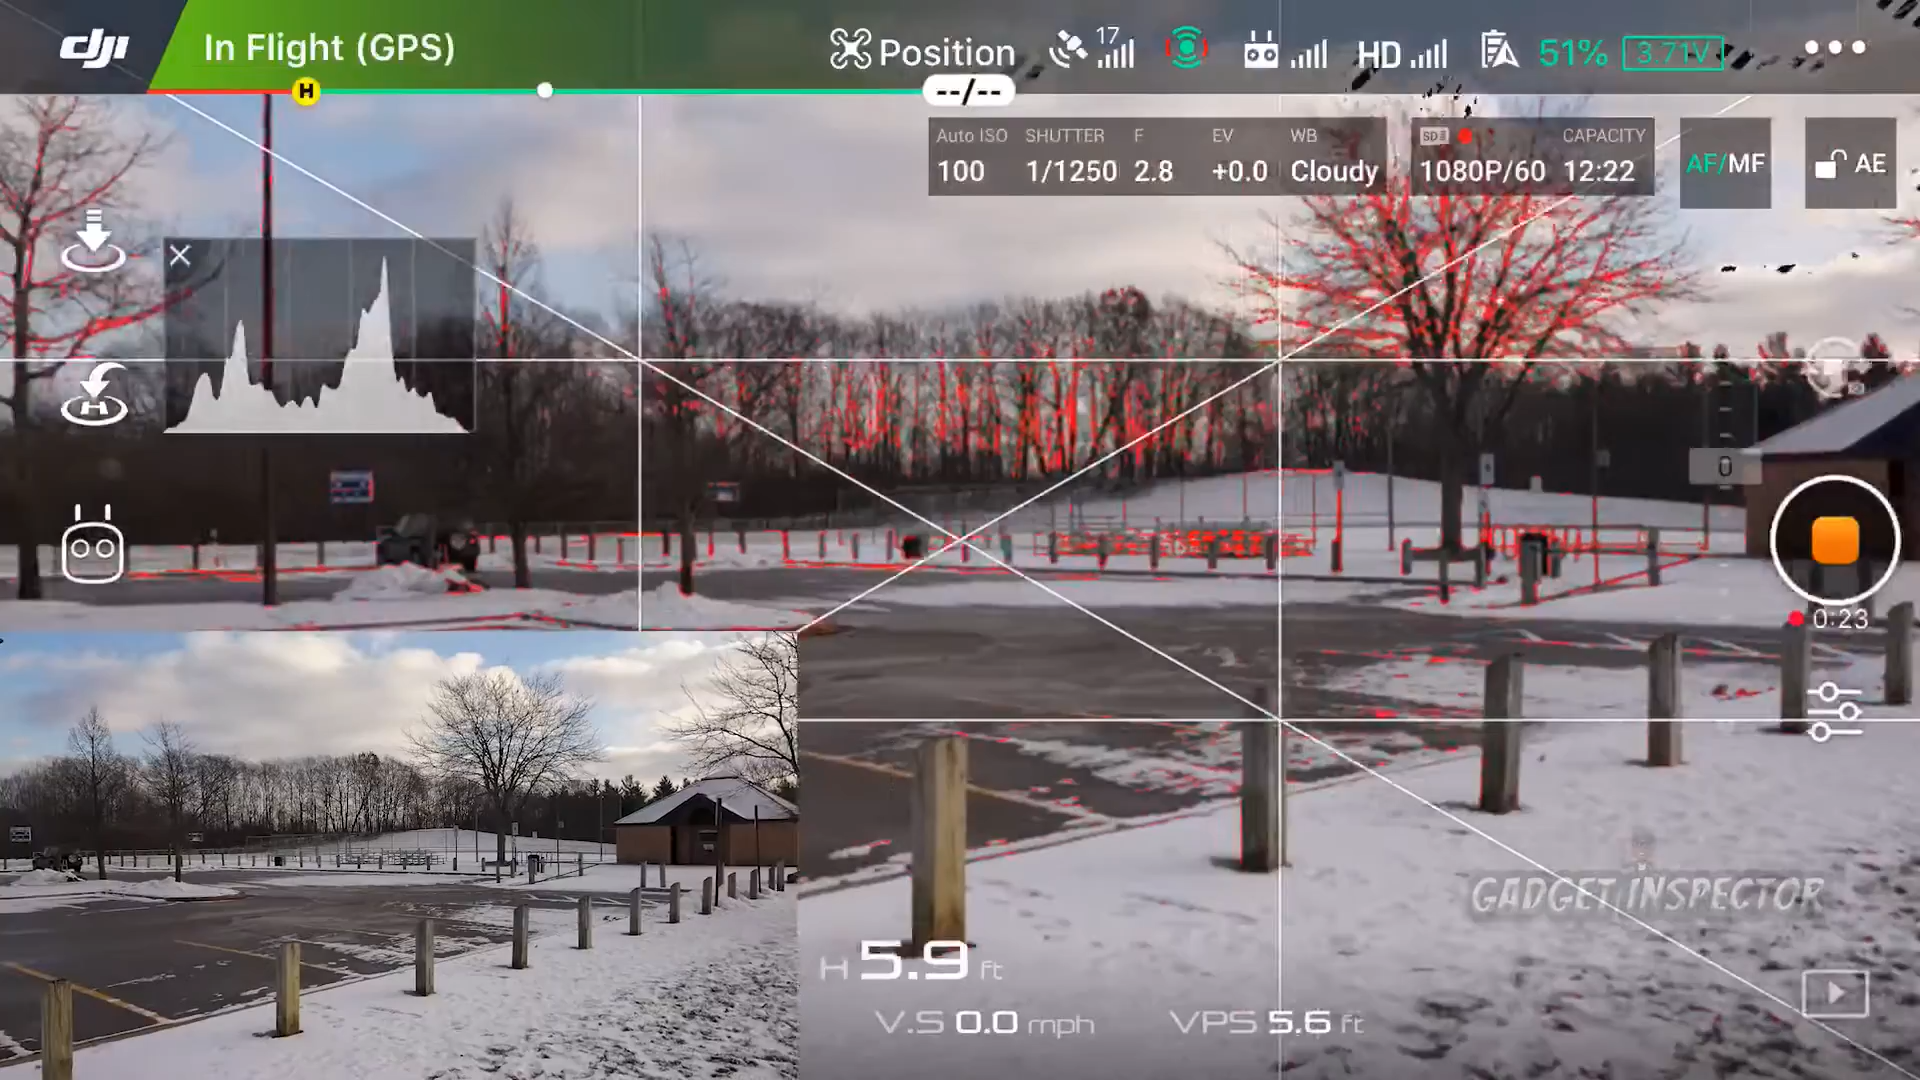 dji In Flight (GPS) Position 17 HD 51% 3.71V
H --/--
Auto ISO SHUTTER F EV WB SD CAPACITY
100 1/1250 2.8 +0.0 Cloudy 1080P/60 12:22 AF/MF AE
H
0
0:23
GADGET INSPECTOR
H 5.9 ft
V.S 0.0 mph VPS 5.6 ft